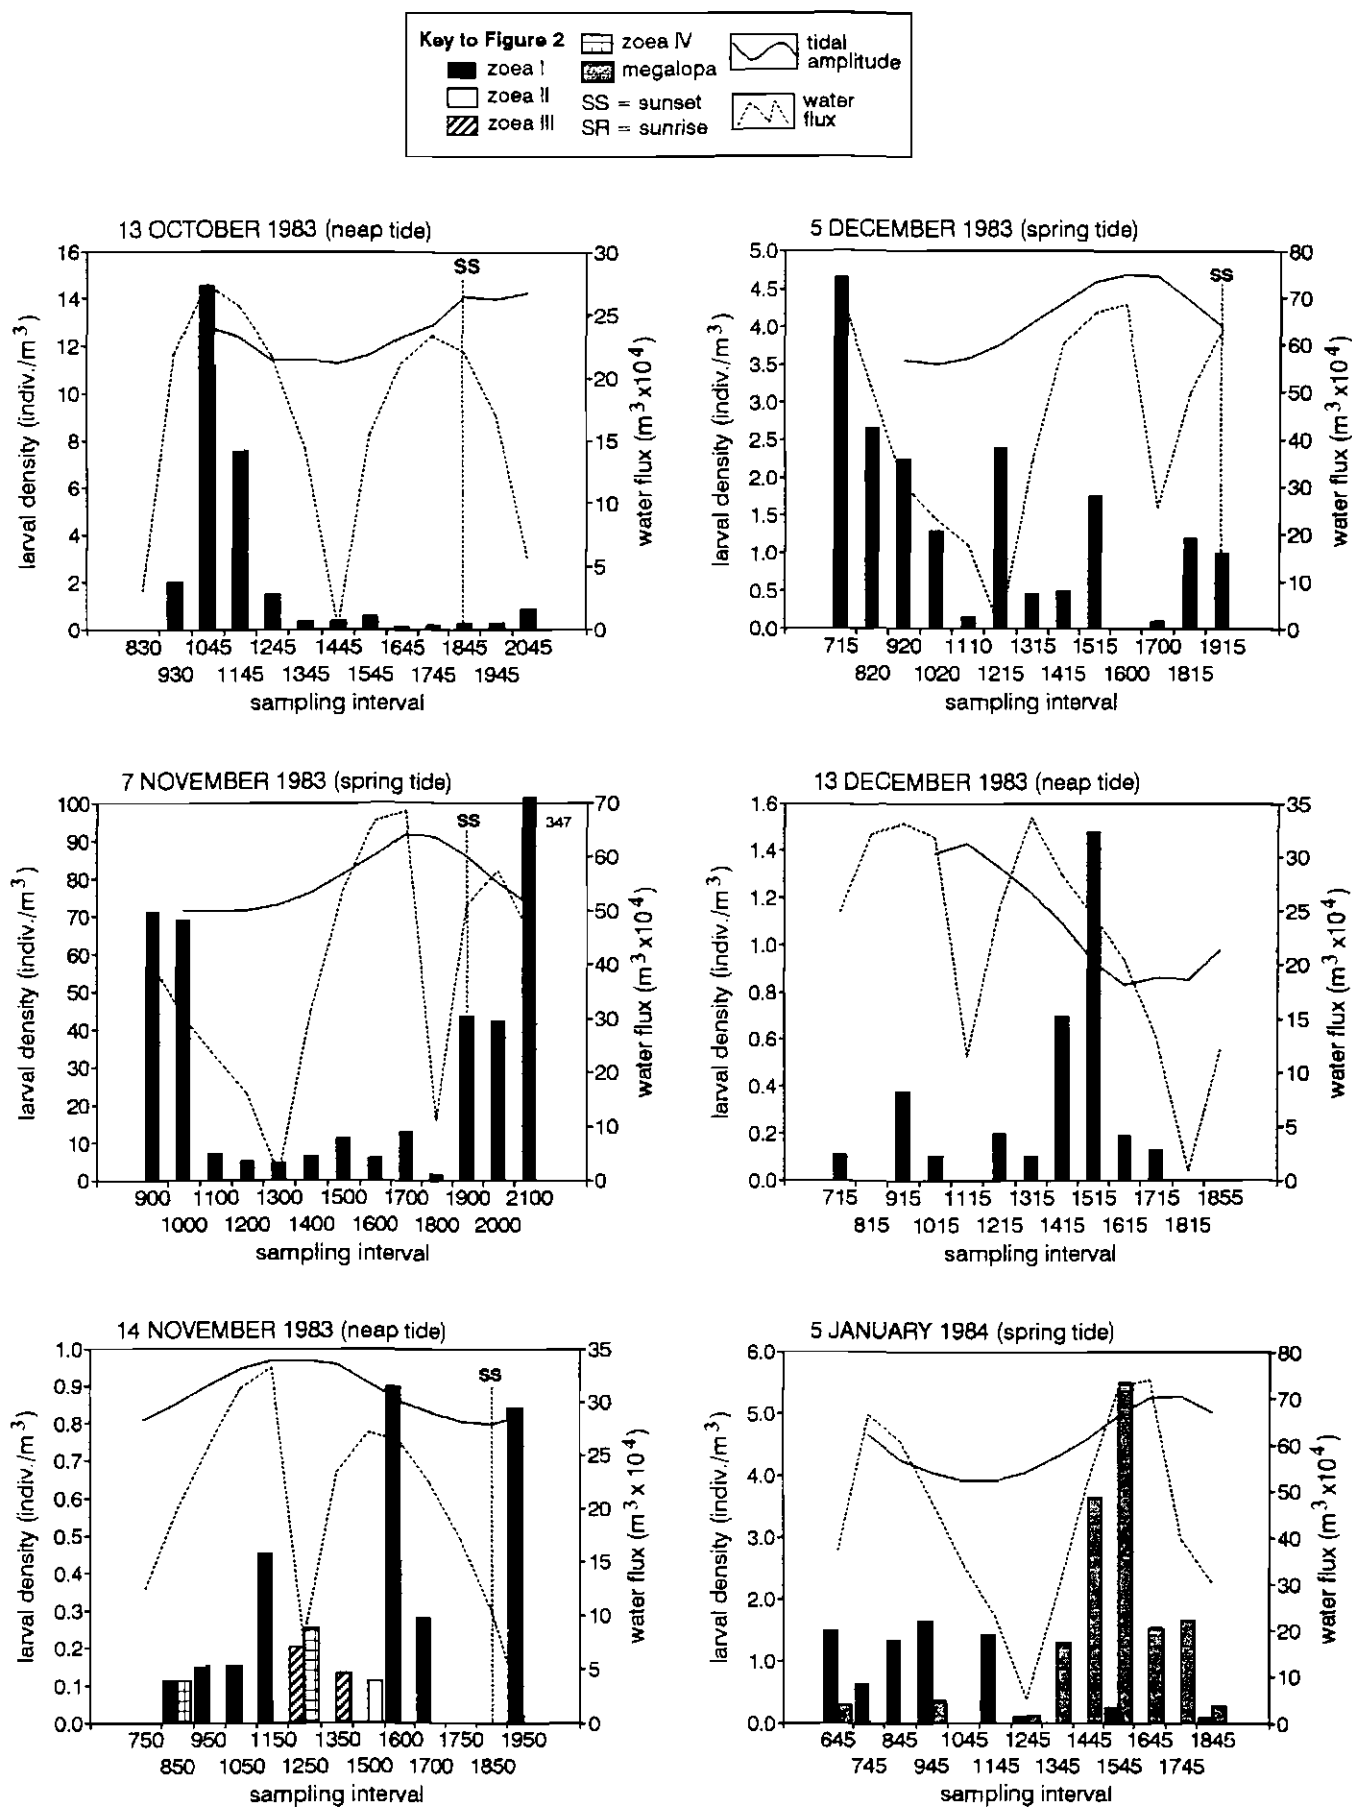 Key to Figure 2
zoea I
zoea II
zoea III
zoea IV
megalopa
SS = sunset
SR = sunrise
tidal
amplitude
water
flux
13 OCTOBER 1983 (neap tide)
larval density (indiv./m³)
16
14
12
10
8
6
4
2
0
SS
30
25
20
15
10
5
0
water flux (m³ x10⁴)
830 1045 1245 1445 1645 1845 2045
930 1145 1345 1545 1745 1945
sampling interval
5 DECEMBER 1983 (spring tide)
larval density (indiv./m³)
5.0
4.5
4.0
3.5
3.0
2.5
2.0
1.5
1.0
0.5
0.0
SS
80
70
60
50
40
30
20
10
0
water flux (m³ x10⁴)
715 920 1110 1315 1515 1700 1915
820 1020 1215 1415 1600 1815
sampling interval
7 NOVEMBER 1983 (spring tide)
larval density (indiv./m³)
100
90
80
70
60
50
40
30
20
10
0
SS
347
70
60
50
40
30
20
10
0
water flux (m³ x10⁴)
900 1100 1300 1500 1700 1900 2100
1000 1200 1400 1600 1800 2000
sampling interval
13 DECEMBER 1983 (neap tide)
larval density (indiv./m³)
1.6
1.4
1.2
1.0
0.8
0.6
0.4
0.2
0.0
35
30
25
20
15
10
5
0
water flux (m³ x10⁴)
715 915 1115 1315 1515 1715 1855
815 1015 1215 1415 1615 1815
sampling interval
14 NOVEMBER 1983 (neap tide)
larval density (indiv./m³)
1.0
0.9
0.8
0.7
0.6
0.5
0.4
0.3
0.2
0.1
0.0
SS
35
30
25
20
15
10
5
0
water flux (m³ x 10⁴)
750 950 1150 1350 1600 1750 1950
850 1050 1250 1500 1700 1850
sampling interval
5 JANUARY 1984 (spring tide)
larval density (indiv./m³)
6.0
5.0
4.0
3.0
2.0
1.0
0.0
80
70
60
50
40
30
20
10
0
water flux (m³ x10⁴)
645 845 1045 1245 1445 1645 1845
745 945 1145 1345 1545 1745
sampling interval